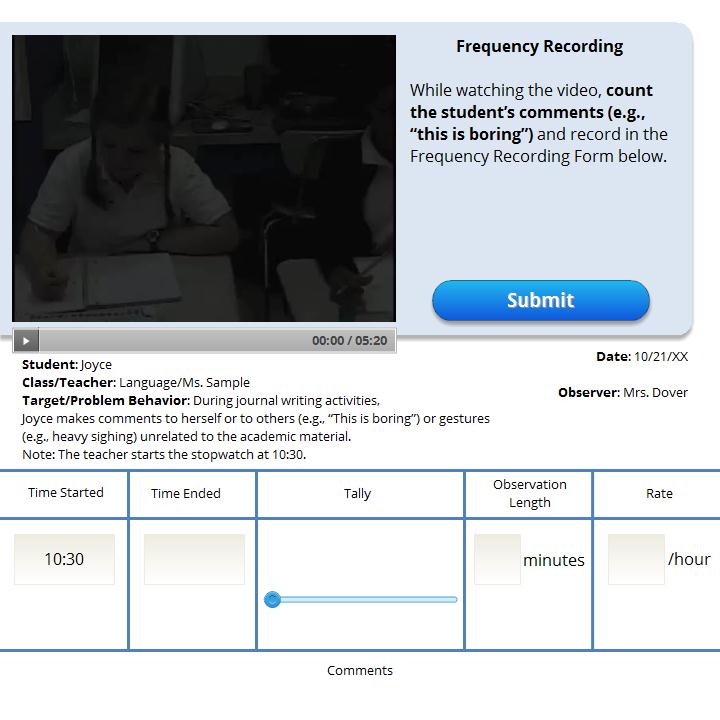 Frequency Recording
While watching the video, count
the student's comments (e.g.,
“this is boring”) and record in the
Frequency Recording Form below.
Submit
00:00 / 05:20
Student: Joyce
Class/Teacher: Language/Ms. Sample
Target/Problem Behavior: During journal writing activities,
Joyce makes comments to herself or to others (e.g., “This is boring”) or gestures
(e.g., heavy sighing) unrelated to the academic material.
Note: The teacher starts the stopwatch at 10:30.
Date: 10/21/XX
Observer: Mrs. Dover
Time Started
Time Ended
Tally
Observation
Length
Rate
10:30
minutes
/hour
Comments